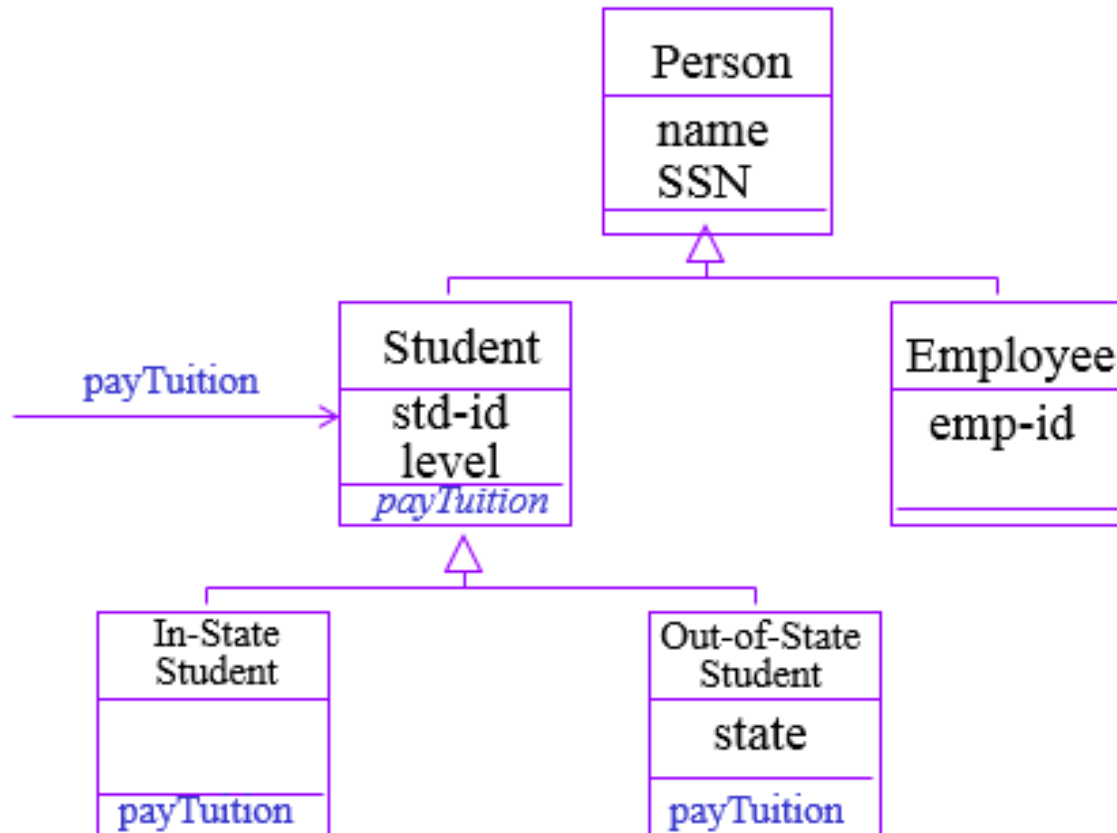 Person
name
SSN
payTuition
Student
std-id
level
payTuition
Employee
emp-id
In-State
Student
payTuition
Out-of-State
Student
state
payTuition